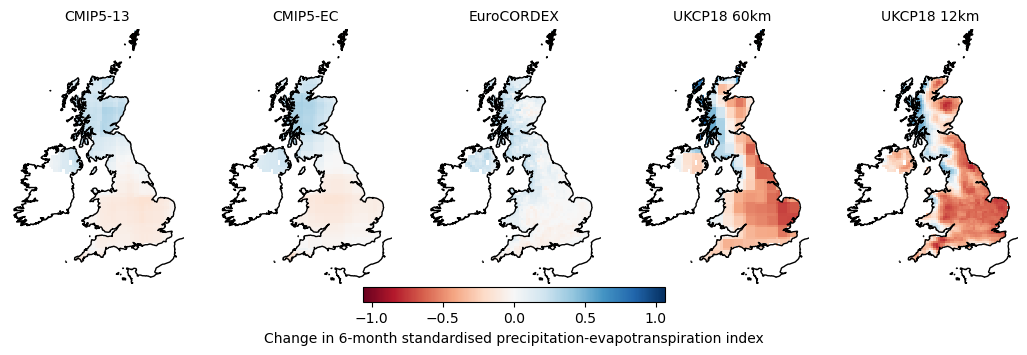 CMIP5-13 CMIP5-EC EuroCORDEX UKCP18 60km UKCP18 12km
−1.0 −0.5 0.0 0.5 1.0
Change in 6-month standardised precipitation-evapotranspiration index